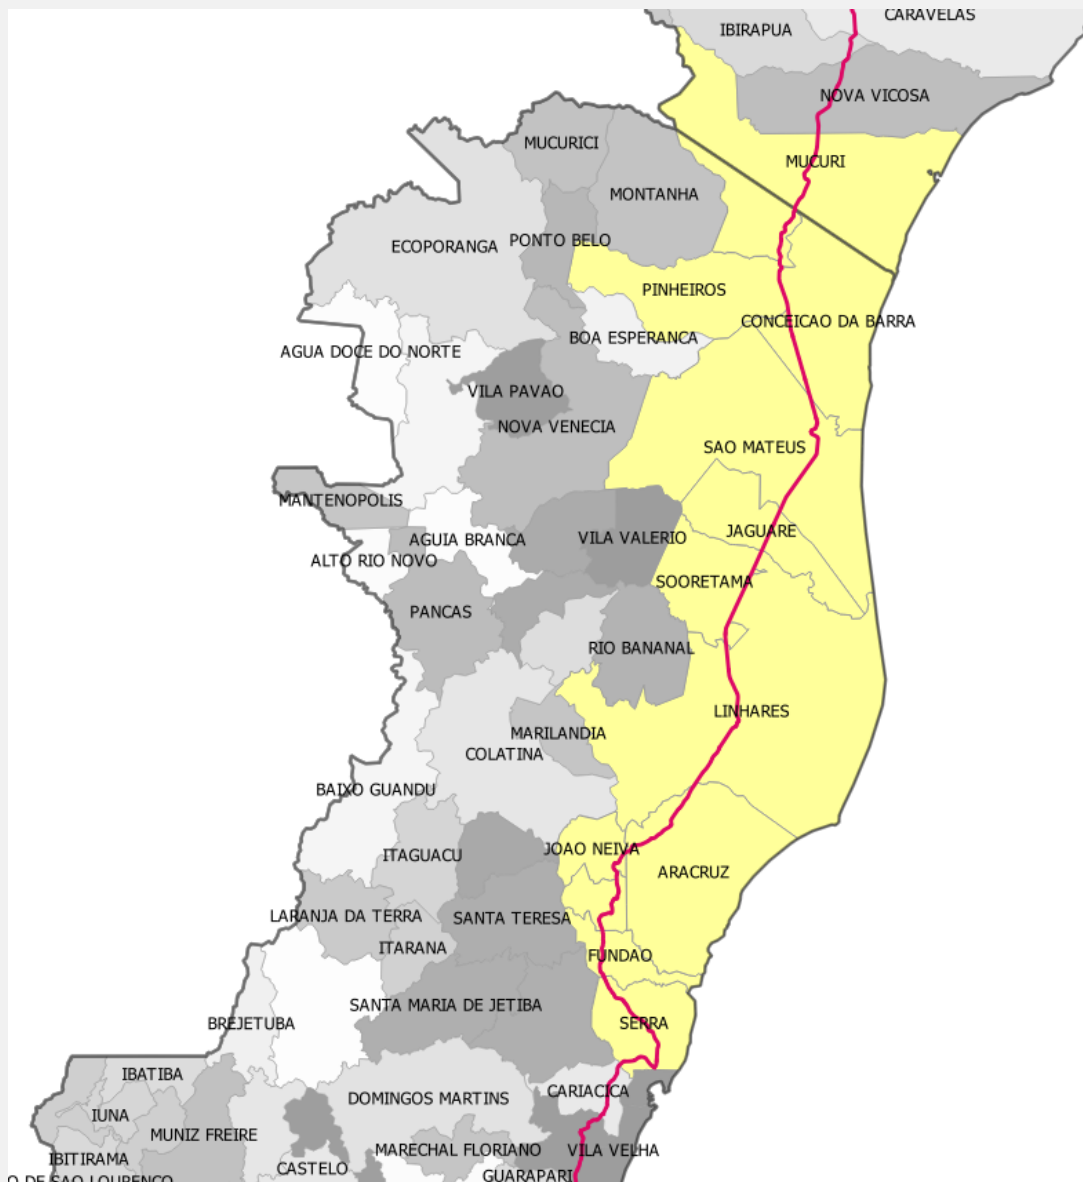 CARAVELAS
IBIRAPUA
NOVA VICOSA
MUCURICI
MUCURI
MONTANHA
ECOPORANGA
PONTO BELO
PINHEIROS
CONCEICAO DA BARRA
BOA ESPERANCA
AGUA DOCE DO NORTE
VILA PAVAO
NOVA VENECIA
SAO MATEUS
MANTENOPOLIS
JAGUARE
AGUIA BRANCA
VILA VALERIO
ALTO RIO NOVO
SOORETAMA
PANCAS
RIO BANANAL
LINHARES
MARILANDIA
COLATINA
BAIXO GUANDU
JOAO NEIVA
ITAGUACU
ARACRUZ
LARANJA DA TERRA
SANTA TERESA
ITARANA
FUNDAO
SANTA MARIA DE JETIBA
BREJETUBA
SERRA
IBATIBA
CARIACICA
DOMINGOS MARTINS
IUNA
MUNIZ FREIRE
MARECHAL FLORIANO
VILA VELHA
IBITIRAMA
CASTELO
GUARAPARI
O DE SAO LOURENCO